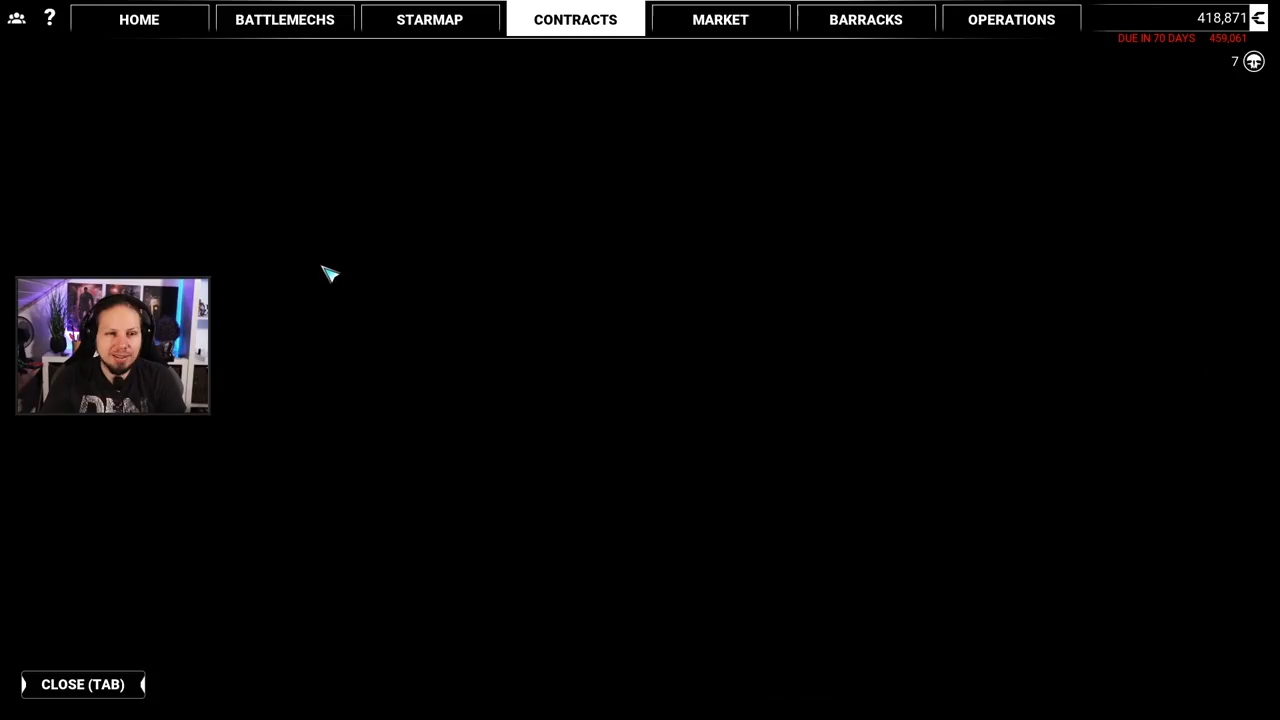 ? HOME BATTLEMECHS STARMAP CONTRACTS MARKET BARRACKS OPERATIONS 418,871
DUE IN 70 DAYS 459,061
7
CLOSE (TAB)